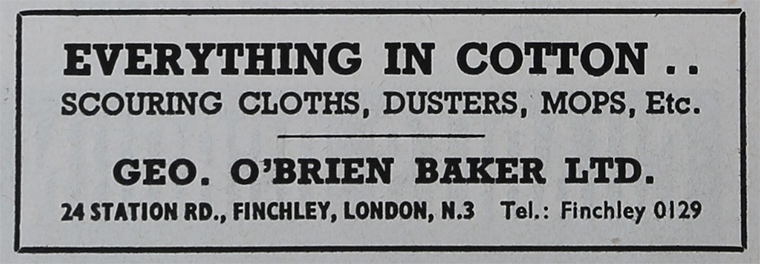 EVERYTHING IN COTTON . .
SCOURING CLOTHS, DUSTERS, MOPS, Etc.
GEO. O'BRIEN BAKER LTD.
24 STATION RD., FINCHLEY, LONDON, N.3 Tel.: Finchley 0129